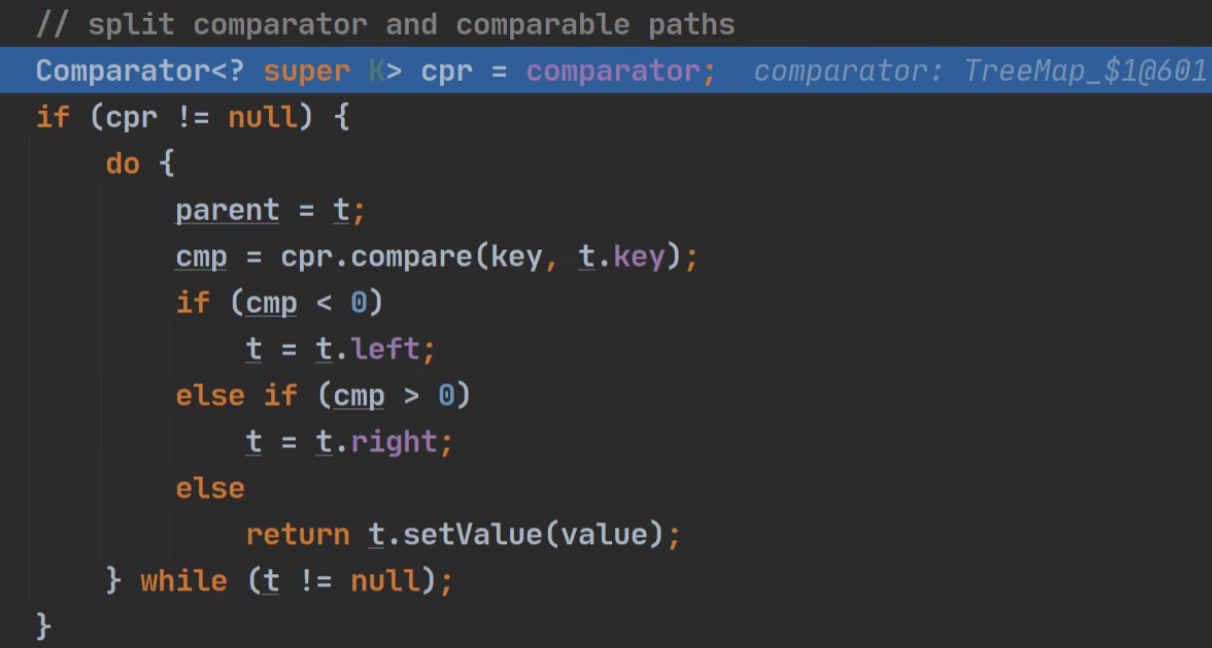 // split comparator and comparable paths
Comparator<? super K> cpr = comparator; comparator: TreeMap_$1@601
if (cpr != null) {
do {
parent = t;
cmp = cpr.compare(key, t.key);
if (cmp < 0)
t = t.left;
else if (cmp > 0)
t = t.right;
else
return t.setValue(value);
} while (t != null);
}